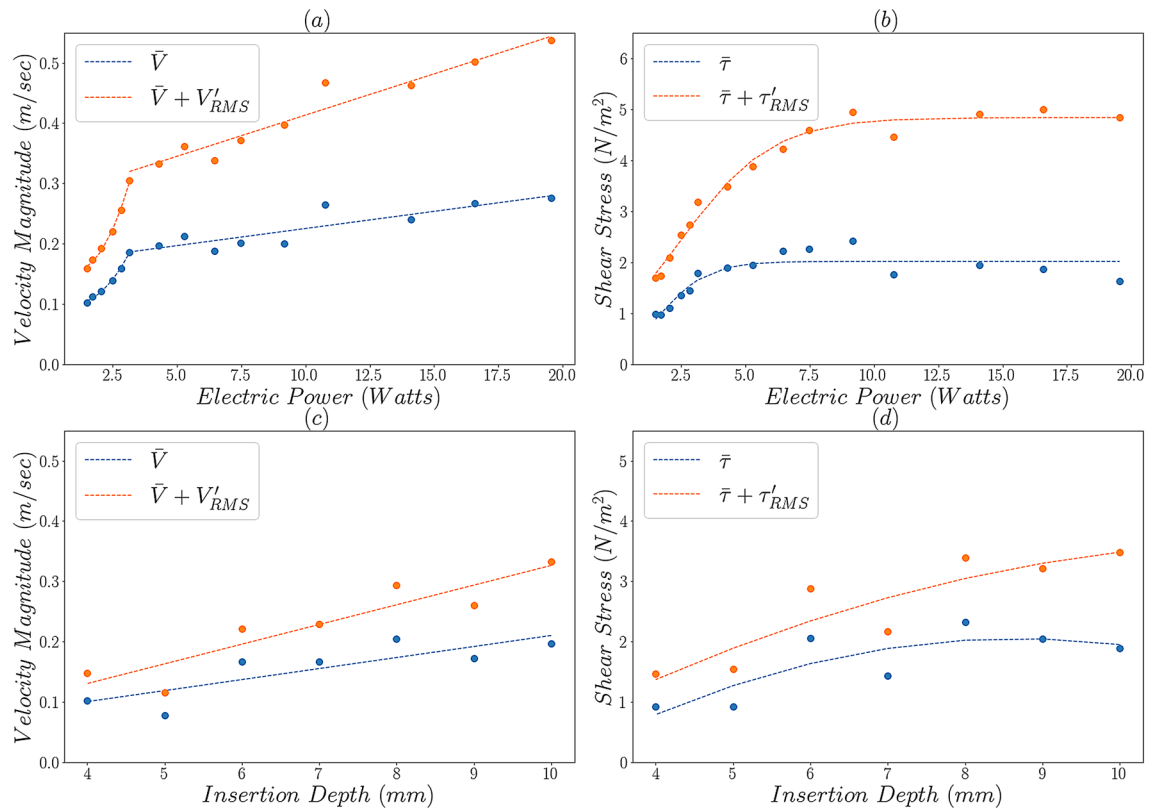 (a)
Velocity Magnitude (m/sec)
0.5
0.4
0.3
0.2
0.1
0.0
V̄
V̄ + V′RMS
2.5 5.0 7.5 10.0 12.5 15.0 17.5 20.0
Electric Power (Watts)
(b)
Shear Stress (N/m²)
6
5
4
3
2
1
0
τ̄
τ̄ + τ′RMS
2.5 5.0 7.5 10.0 12.5 15.0 17.5 20.0
Electric Power (Watts)
(c)
Velocity Magnitude (m/sec)
0.5
0.4
0.3
0.2
0.1
0.0
V̄
V̄ + V′RMS
4 5 6 7 8 9 10
Insertion Depth (mm)
(d)
Shear Stress (N/m²)
5
4
3
2
1
0
τ̄
τ̄ + τ′RMS
4 5 6 7 8 9 10
Insertion Depth (mm)